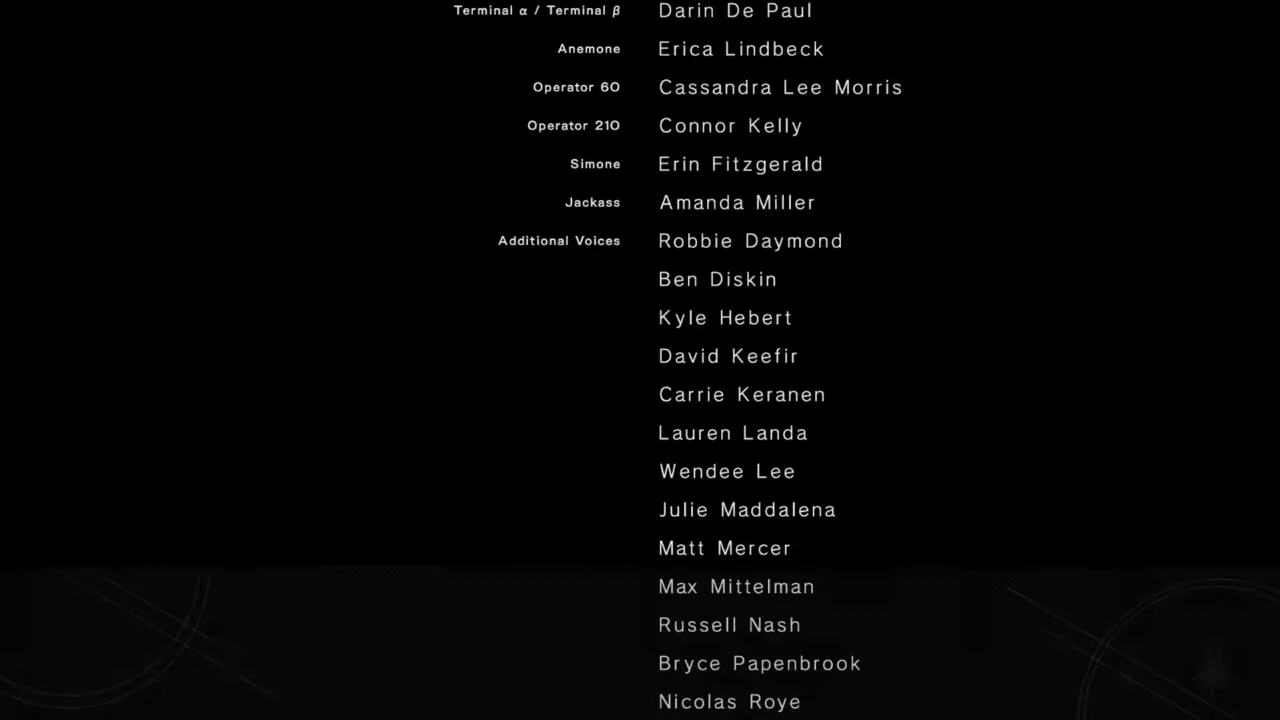 Terminal α / Terminal β Darin De Paul
Anemone Erica Lindbeck
Operator 6O Cassandra Lee Morris
Operator 21O Connor Kelly
Simone Erin Fitzgerald
Jackass Amanda Miller
Additional Voices Robbie Daymond
Ben Diskin
Kyle Hebert
David Keefir
Carrie Keranen
Lauren Landa
Wendee Lee
Julie Maddalena
Matt Mercer
Max Mittelman
Russell Nash
Bryce Papenbrook
Nicolas Roye